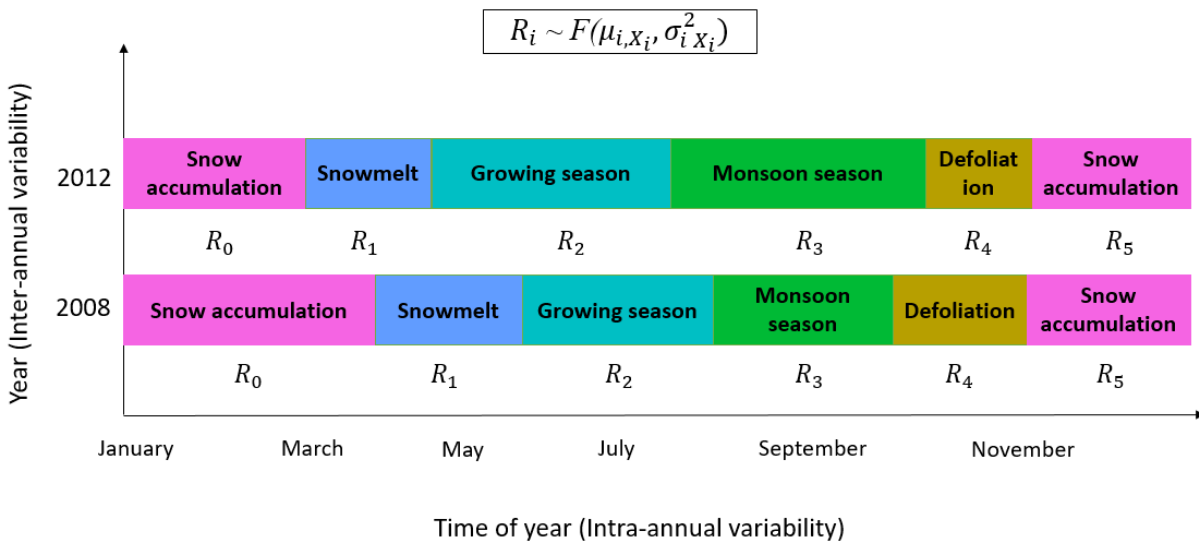 R_i ~ F(μ_{i,X_i}, σ_i^2_{X_i})
Year (Inter-annual variability)
2012
Snow
accumulation
Snowmelt
Growing season
Monsoon season
Defoliat
ion
Snow
accumulation
R_0
R_1
R_2
R_3
R_4
R_5
2008
Snow accumulation
Snowmelt
Growing season
Monsoon
season
Defoliation
Snow
accumulation
R_0
R_1
R_2
R_3
R_4
R_5
January
March
May
July
September
November
Time of year (Intra-annual variability)